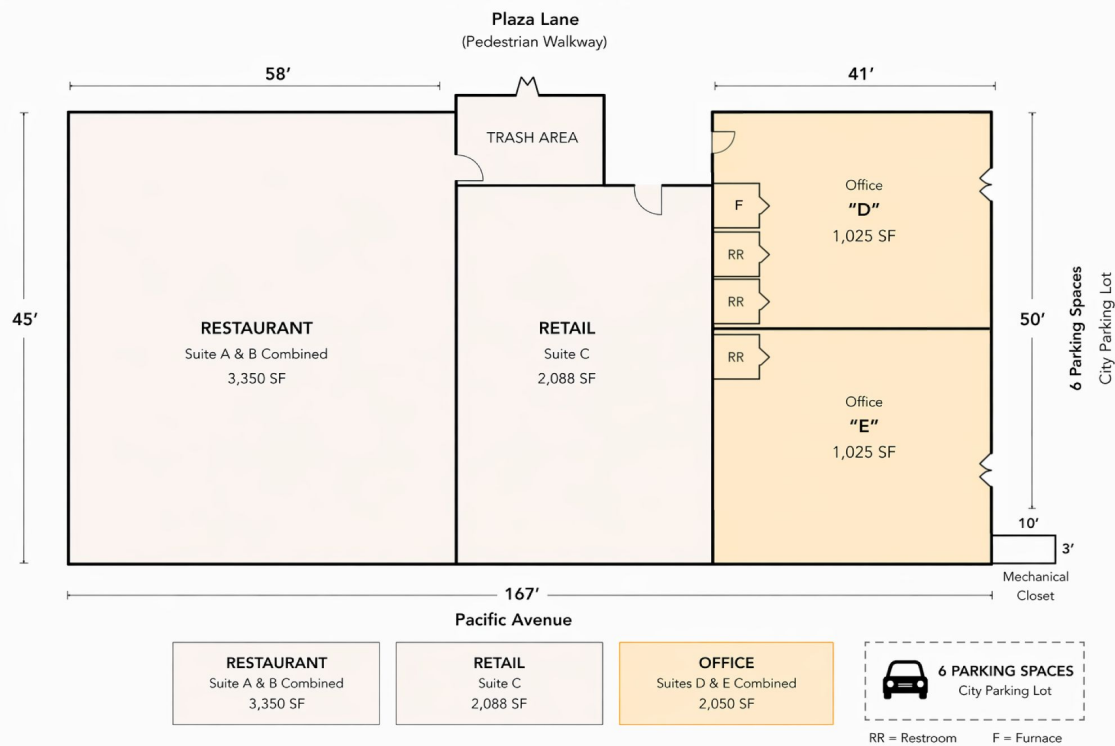 Plaza Lane
(Pedestrian Walkway)
58’
41’
TRASH AREA
45’
RESTAURANT
Suite A & B Combined
3,350 SF
RETAIL
Suite C
2,088 SF
F
RR
RR
RR
Office
“D”
1,025 SF
Office
“E”
1,025 SF
50’
6 Parking Spaces
City Parking Lot
10’
3’
Mechanical
Closet
167’
Pacific Avenue
RESTAURANT
Suite A & B Combined
3,350 SF
RETAIL
Suite C
2,088 SF
OFFICE
Suites D & E Combined
2,050 SF
6 PARKING SPACES
City Parking Lot
RR = Restroom F = Furnace